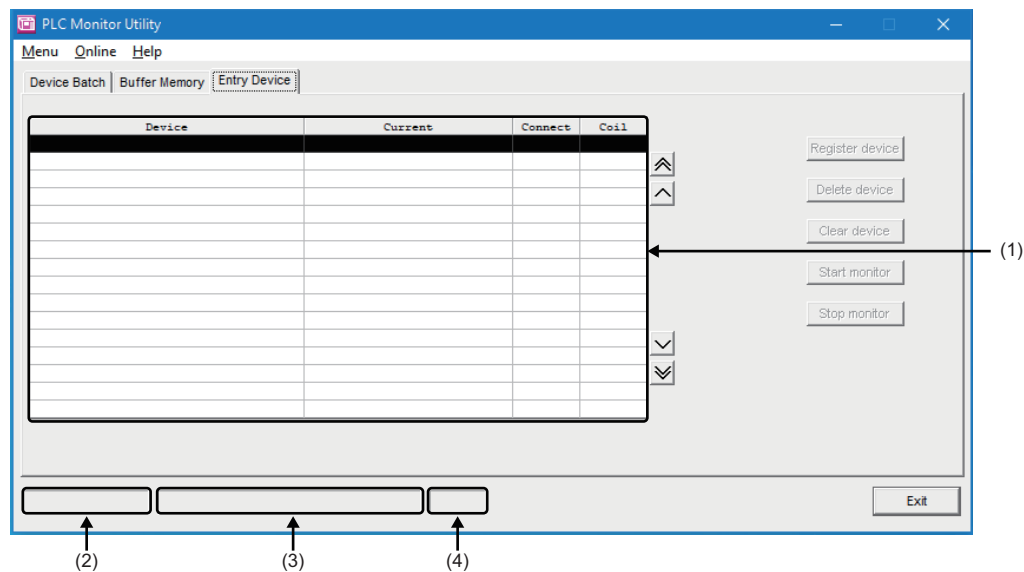 PLC Monitor Utility
Menu Online Help
Device Batch Buffer Memory Entry Device
Device Current Connect Coil
Register device
Delete device
Clear device
(1)
Start monitor
Stop monitor
Exit
(2) (3) (4)